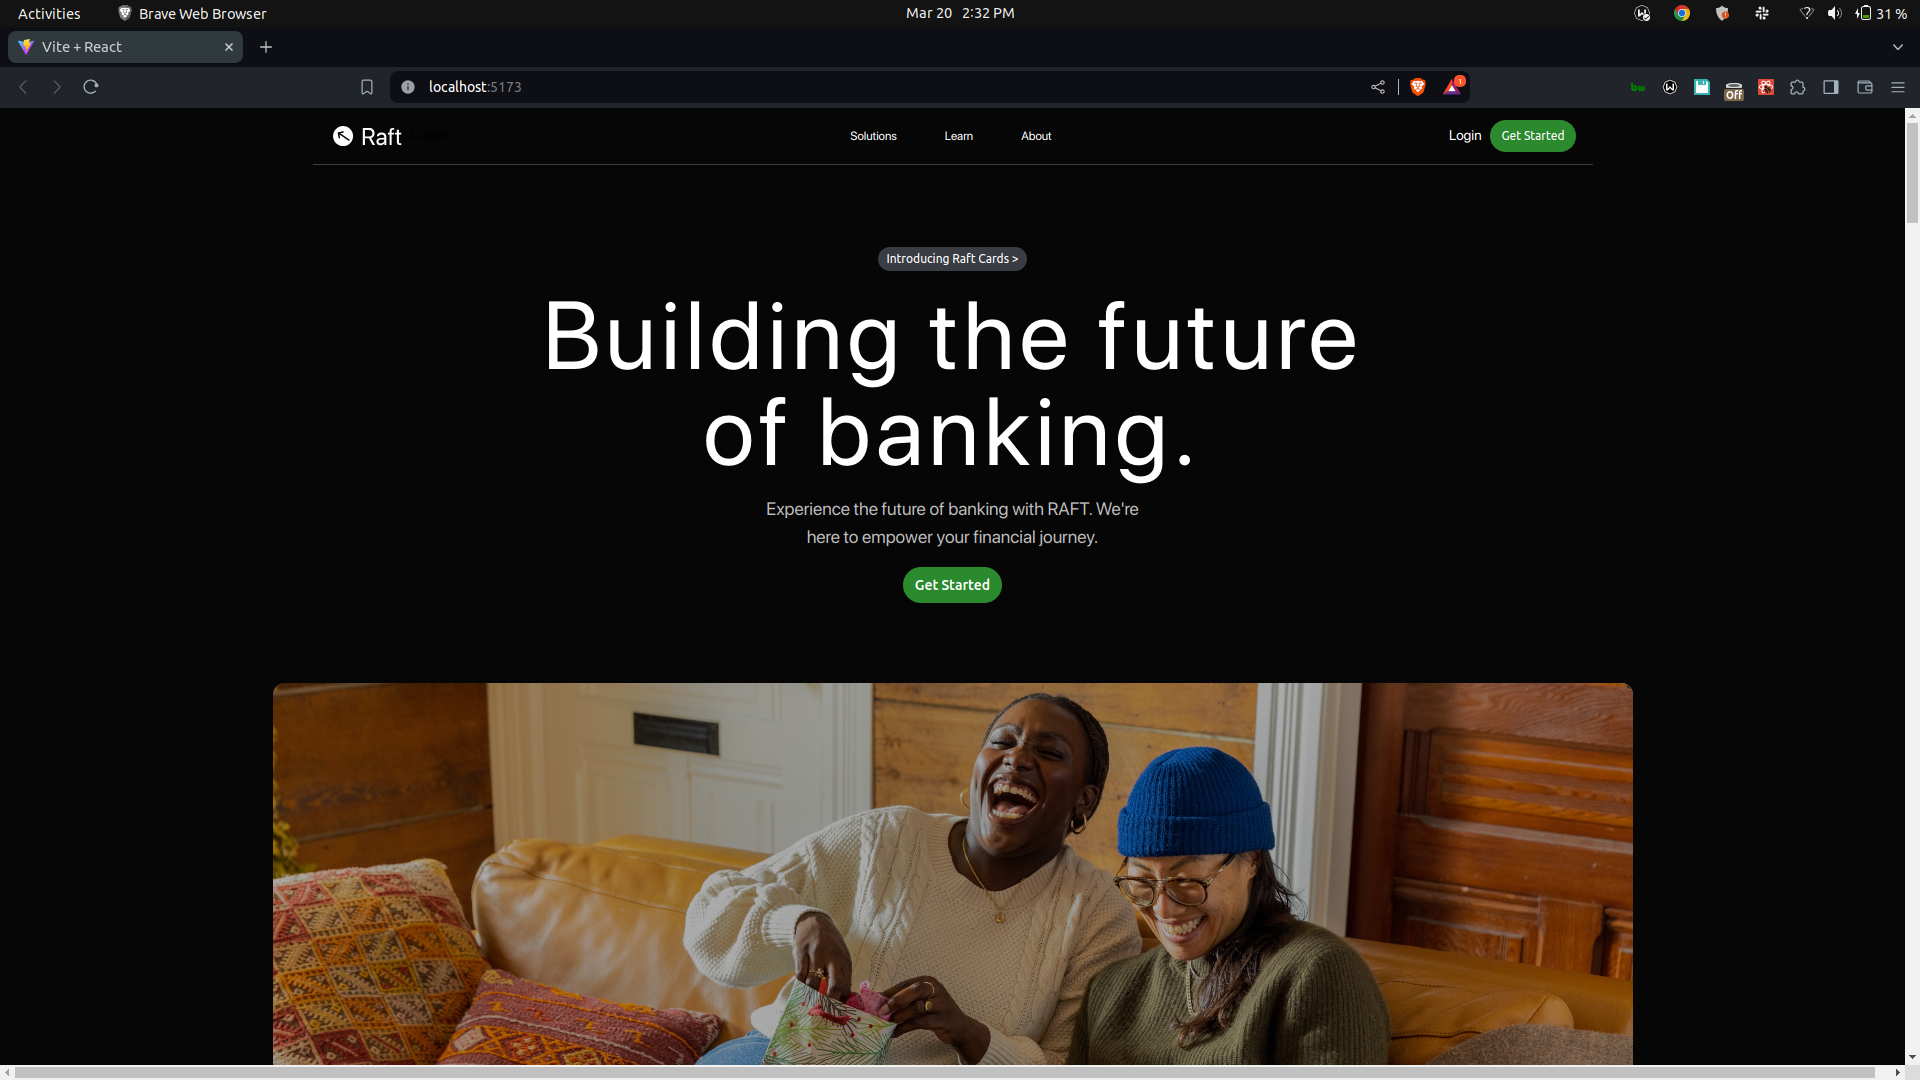 Activities
Brave Web Browser
Mar 20 2:32 PM
31 %
Vite + React
localhost:5173
1
Off
Raft
Solutions
Learn
About
Login
Get Started
Introducing Raft Cards >
Building the future
of banking.
Experience the future of banking with RAFT. We're
here to empower your financial journey.
Get Started